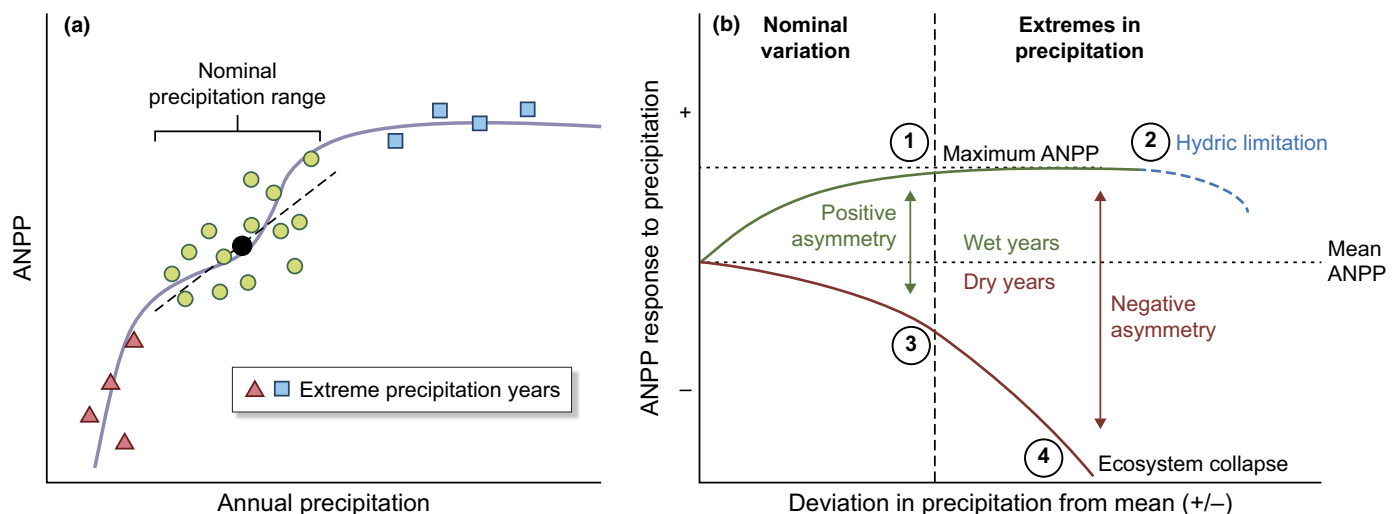 (a)
Nominal
precipitation range
ANPP
Extreme precipitation years
Annual precipitation
(b)
Nominal
variation
Extremes in
precipitation
ANPP response to precipitation
+
–
1
Maximum ANPP
2
Hydric limitation
Positive
asymmetry
Wet years
Dry years
Mean
ANPP
Negative
asymmetry
3
4
Ecosystem collapse
Deviation in precipitation from mean (+/–)